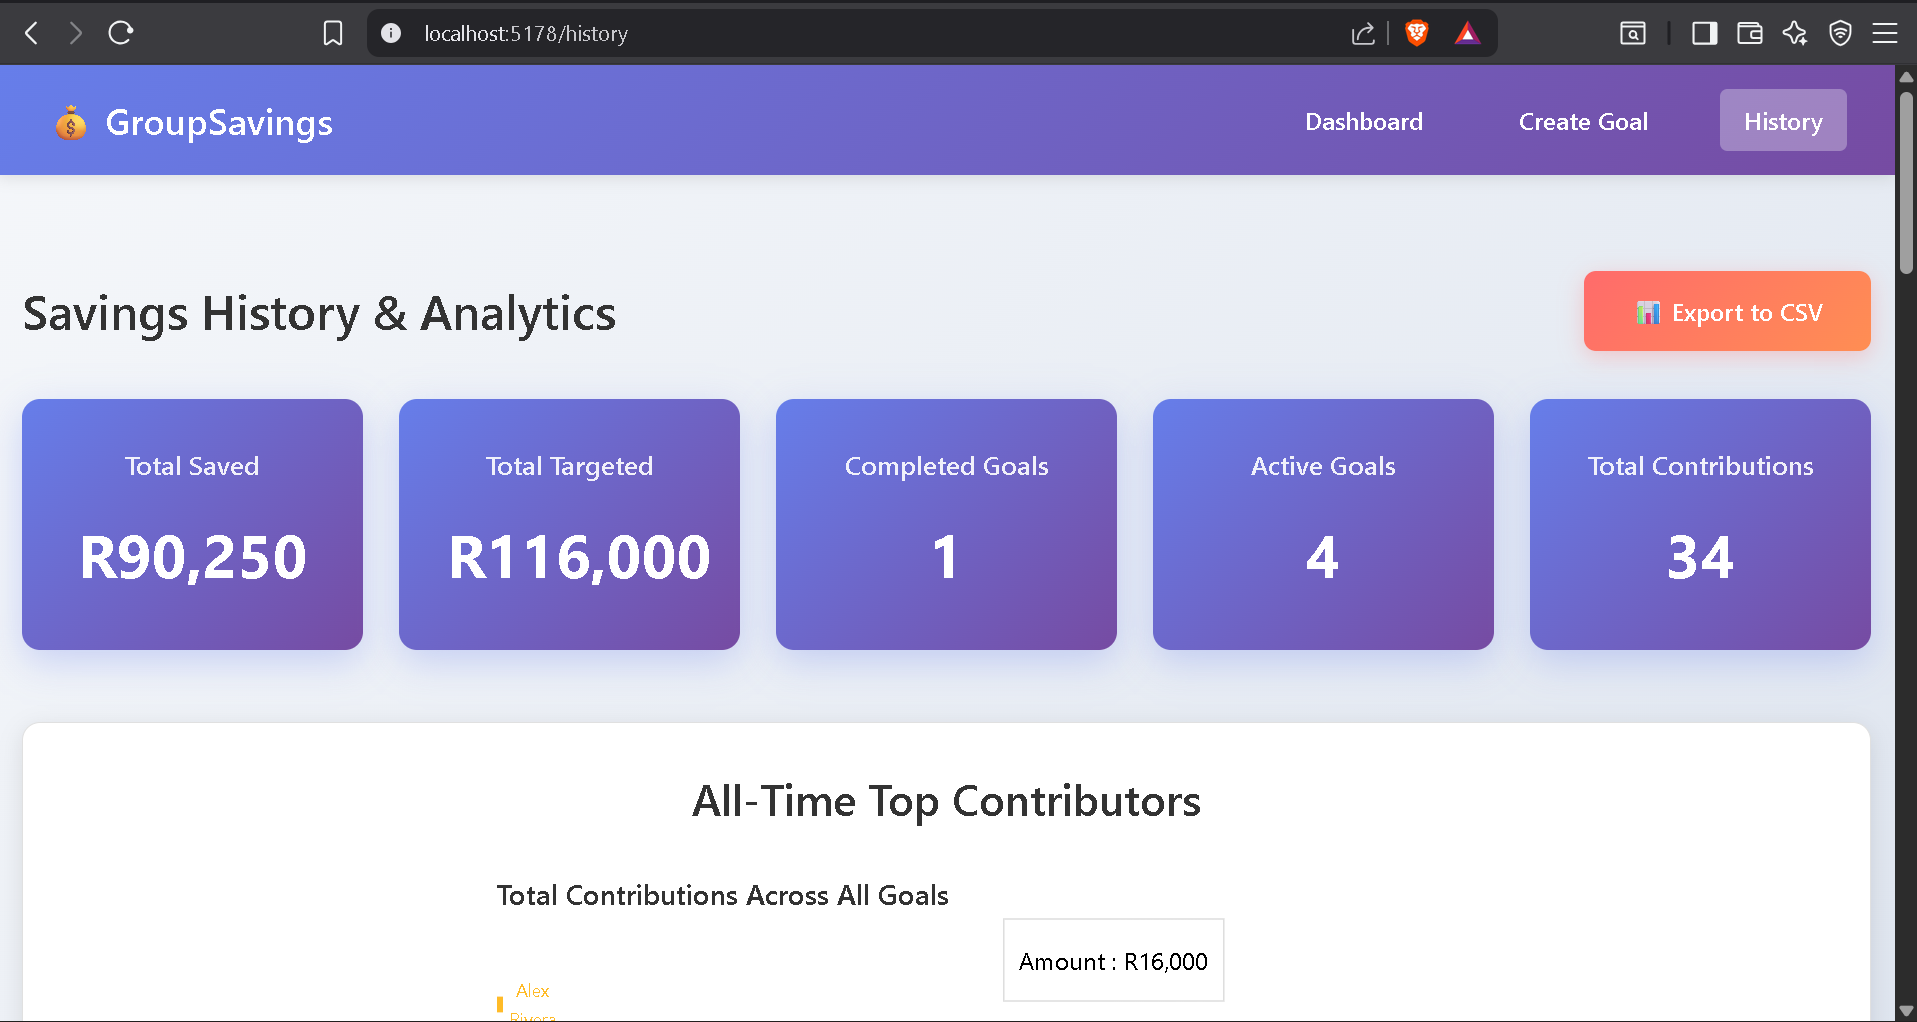 localhost:5178/history
GroupSavings
Dashboard
Create Goal
History
Savings History & Analytics
Export to CSV
Total Saved
R90,250
Total Targeted
R116,000
Completed Goals
1
Active Goals
4
Total Contributions
34
All-Time Top Contributors
Total Contributions Across All Goals
Amount : R16,000
Alex
Rivera